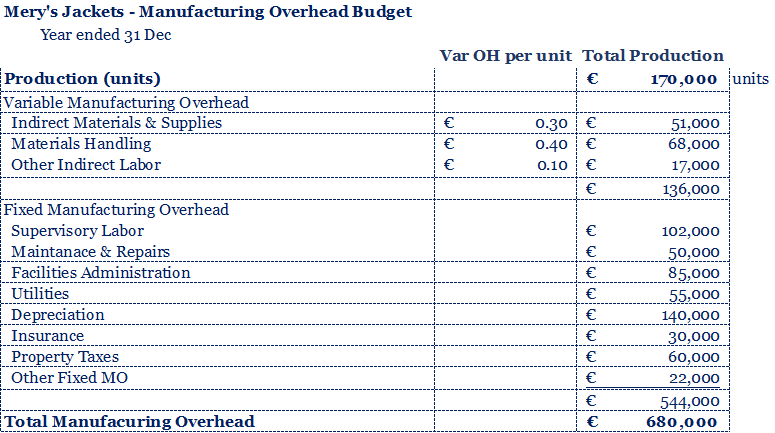 Mery's Jackets - Manufacturing Overhead Budget
Year ended 31 Dec
Var OH per unit Total Production
Production (units) € 170,000 units
Variable Manufacturing Overhead
Indirect Materials & Supplies € 0.30 € 51,000
Materials Handling € 0.40 € 68,000
Other Indirect Labor € 0.10 € 17,000
€ 136,000
Fixed Manufacturing Overhead
Supervisory Labor € 102,000
Maintanace & Repairs € 50,000
Facilities Administration € 85,000
Utilities € 55,000
Depreciation € 140,000
Insurance € 30,000
Property Taxes € 60,000
Other Fixed MO € 22,000
€ 544,000
Total Manufacuring Overhead € 680,000